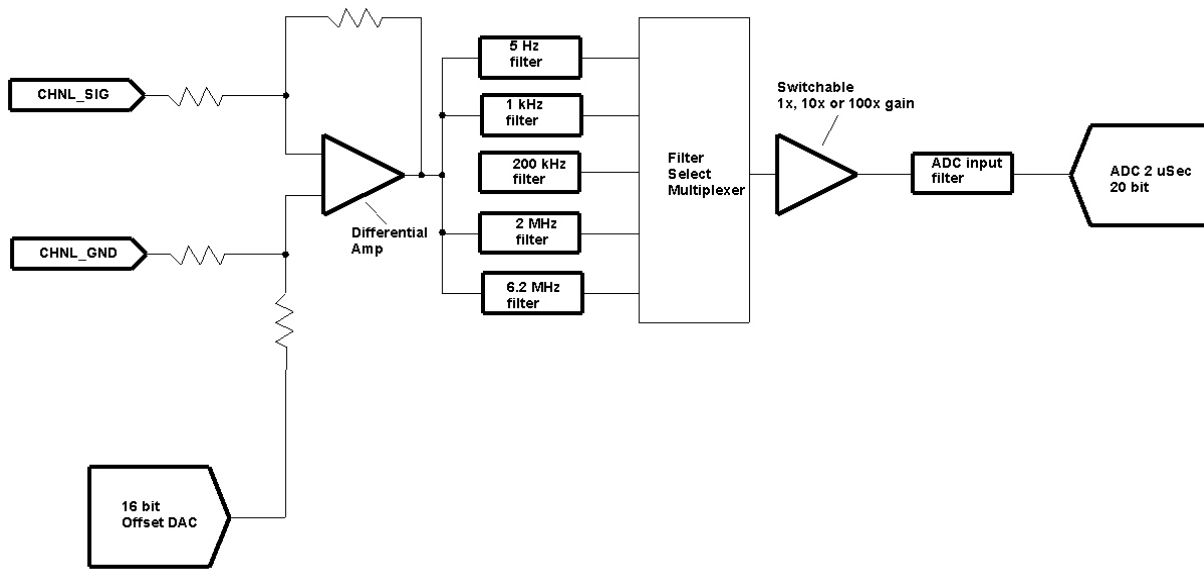 CHNL_SIG
CHNL_GND
16 bit
Offset DAC
Differential
Amp
5 Hz
filter
1 kHz
filter
200 kHz
filter
2 MHz
filter
6.2 MHz
filter
Filter
Select
Multiplexer
Switchable
1x, 10x or 100x gain
ADC input
filter
ADC 2 uSec
20 bit